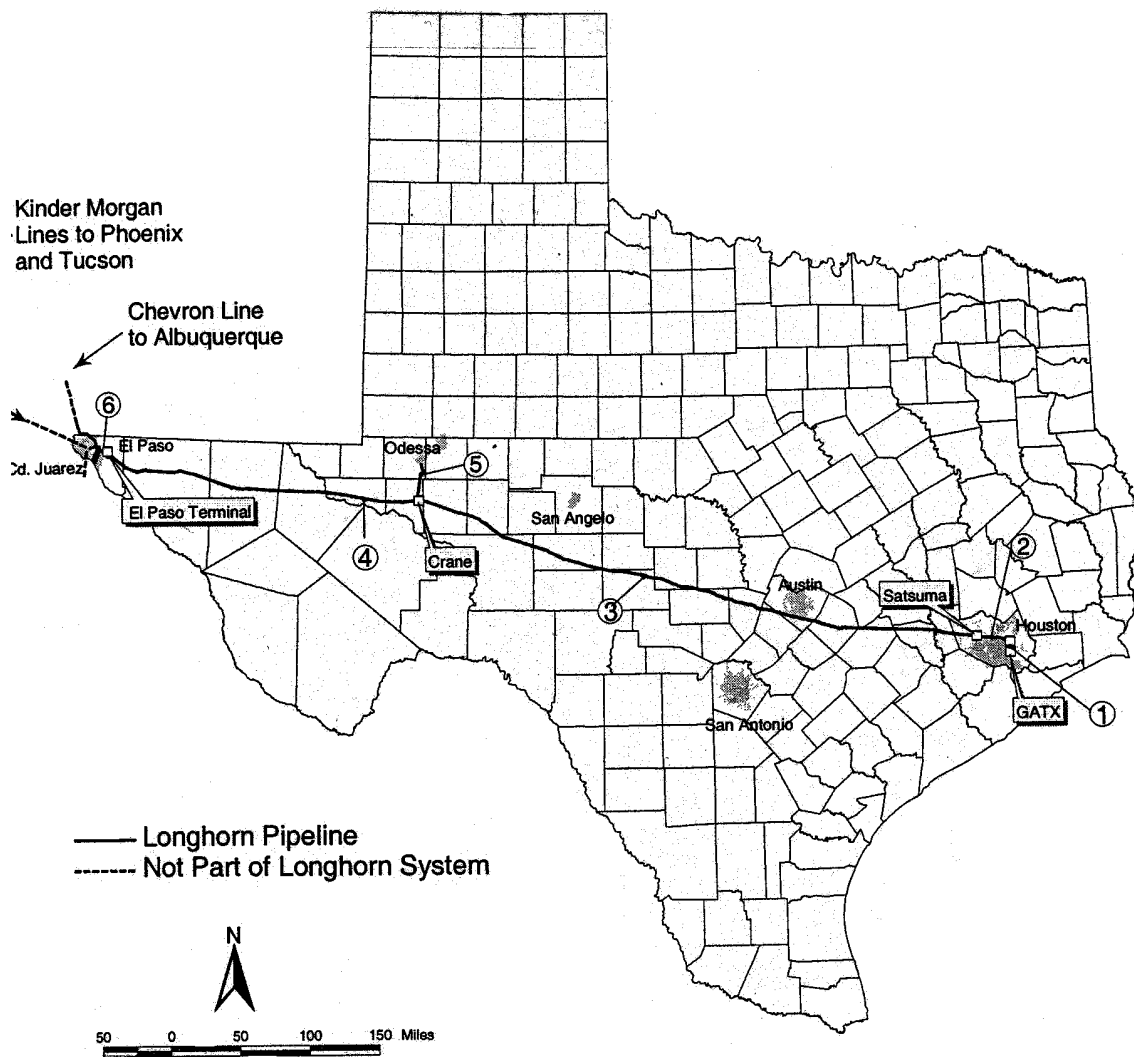 Kinder Morgan
Lines to Phoenix
and Tucson
Chevron Line
to Albuquerque
6
El Paso
Cd. Juarez
El Paso Terminal
Odessa
5
San Angelo
4
Crane
3
Austin
2
Satsuma
Houston
San Antonio
GATX
1
Longhorn Pipeline
Not Part of Longhorn System
N
50 0 50 100 150 Miles